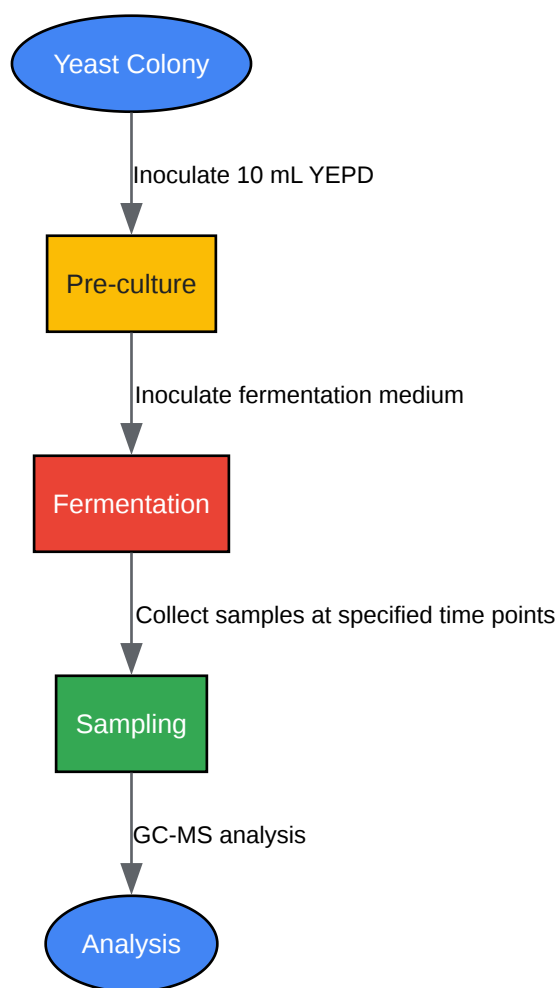 Yeast Colony
Inoculate 10 mL YEPD
Pre-culture
Inoculate fermentation medium
Fermentation
Collect samples at specified time points
Sampling
GC-MS analysis
Analysis